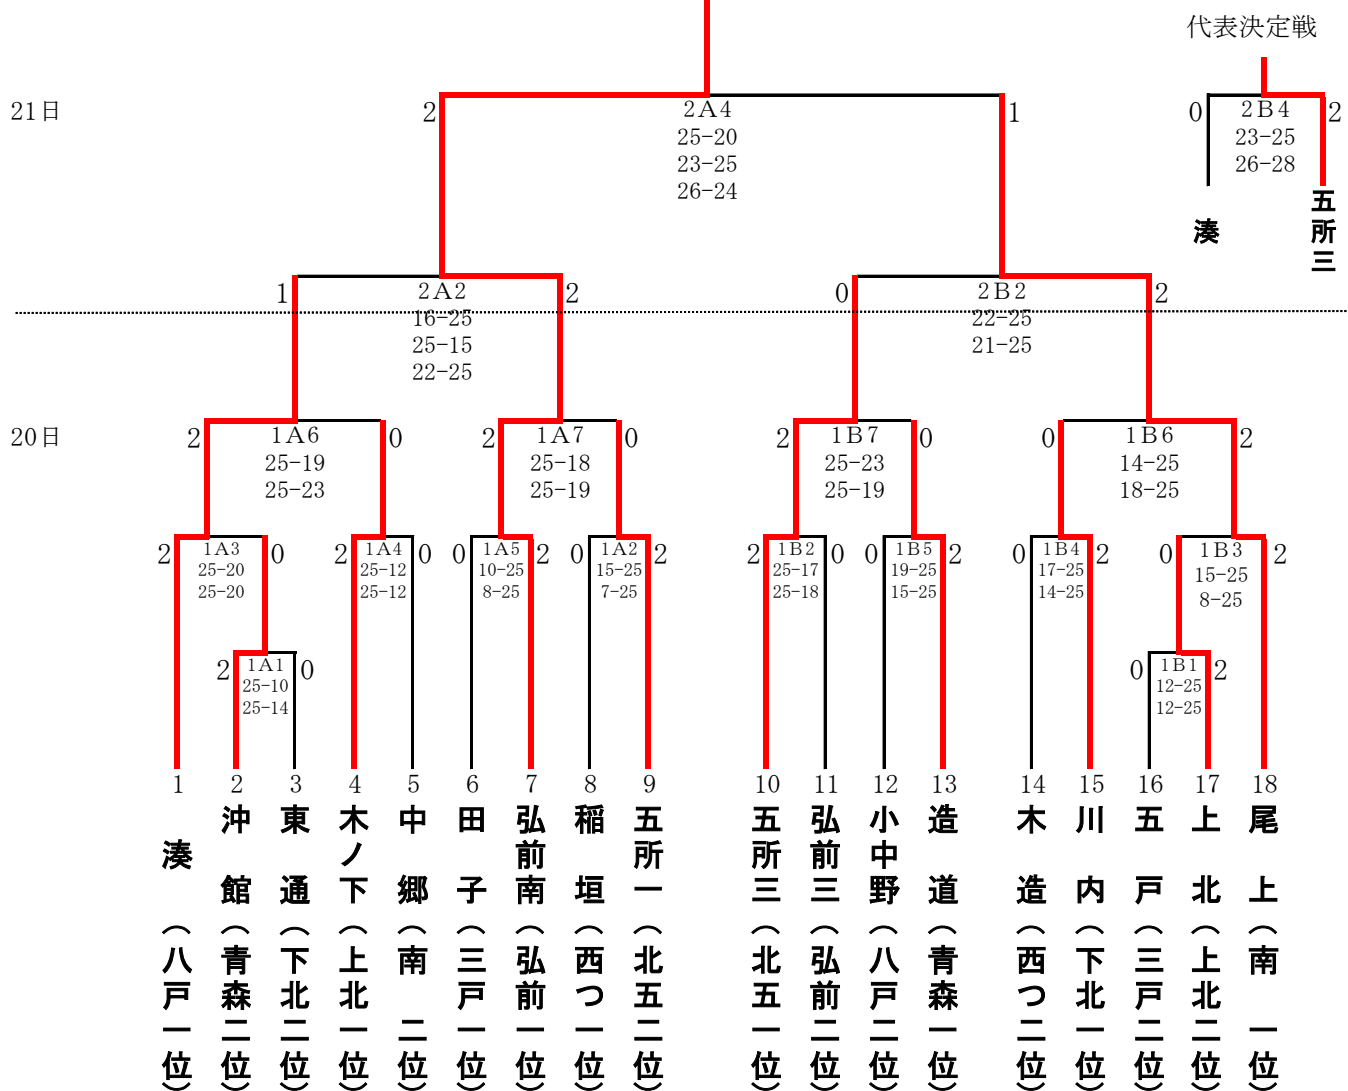 代表決定戦
21日
2
2A4
25-20
23-25
26-24
1
0
2B4
23-25
26-28
2
湊
五所三
1
2A2
16-25
25-15
22-25
2
0
2B2
22-25
21-25
2
20日
2
1A6
25-19
25-23
0
2
1A7
25-18
25-19
0
2
1B7
25-23
25-19
0
0
1B6
14-25
18-25
2
2
1A3
25-20
25-20
0
2
1A4
25-12
25-12
0
0
1A5
10-25
8-25
2
0
1A2
15-25
7-25
2
2
1B2
25-17
25-18
0
0
1B5
19-25
15-25
2
0
1B4
17-25
14-25
2
0
1B3
15-25
8-25
2
2
1A1
25-10
25-14
0
0
1B1
12-25
12-25
2
1
湊(八戸一位)
2
沖館(青森二位)
3
東通(下北二位)
4
木ノ下(上北一位)
5
中郷(南二位)
6
田子(三戸一位)
7
弘前南(弘前一位)
8
稲垣(西つ一位)
9
五所一(北五二位)
10
五所三(北五一位)
11
弘前三(弘前二位)
12
小中野(八戸二位)
13
造道(青森一位)
14
木造(西つ二位)
15
川内(下北一位)
16
五戸(三戸二位)
17
上北(上北二位)
18
尾上(南一位)